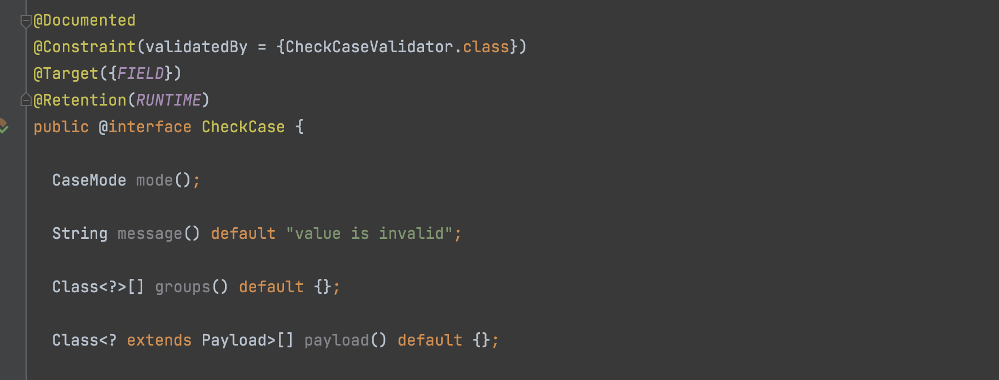 @Documented
@Constraint(validatedBy = {CheckCaseValidator.class})
@Target({FIELD})
@Retention(RUNTIME)
public @interface CheckCase {
CaseMode mode();
String message() default "value is invalid";
Class<?>[] groups() default {};
Class<? extends Payload>[] payload() default {};